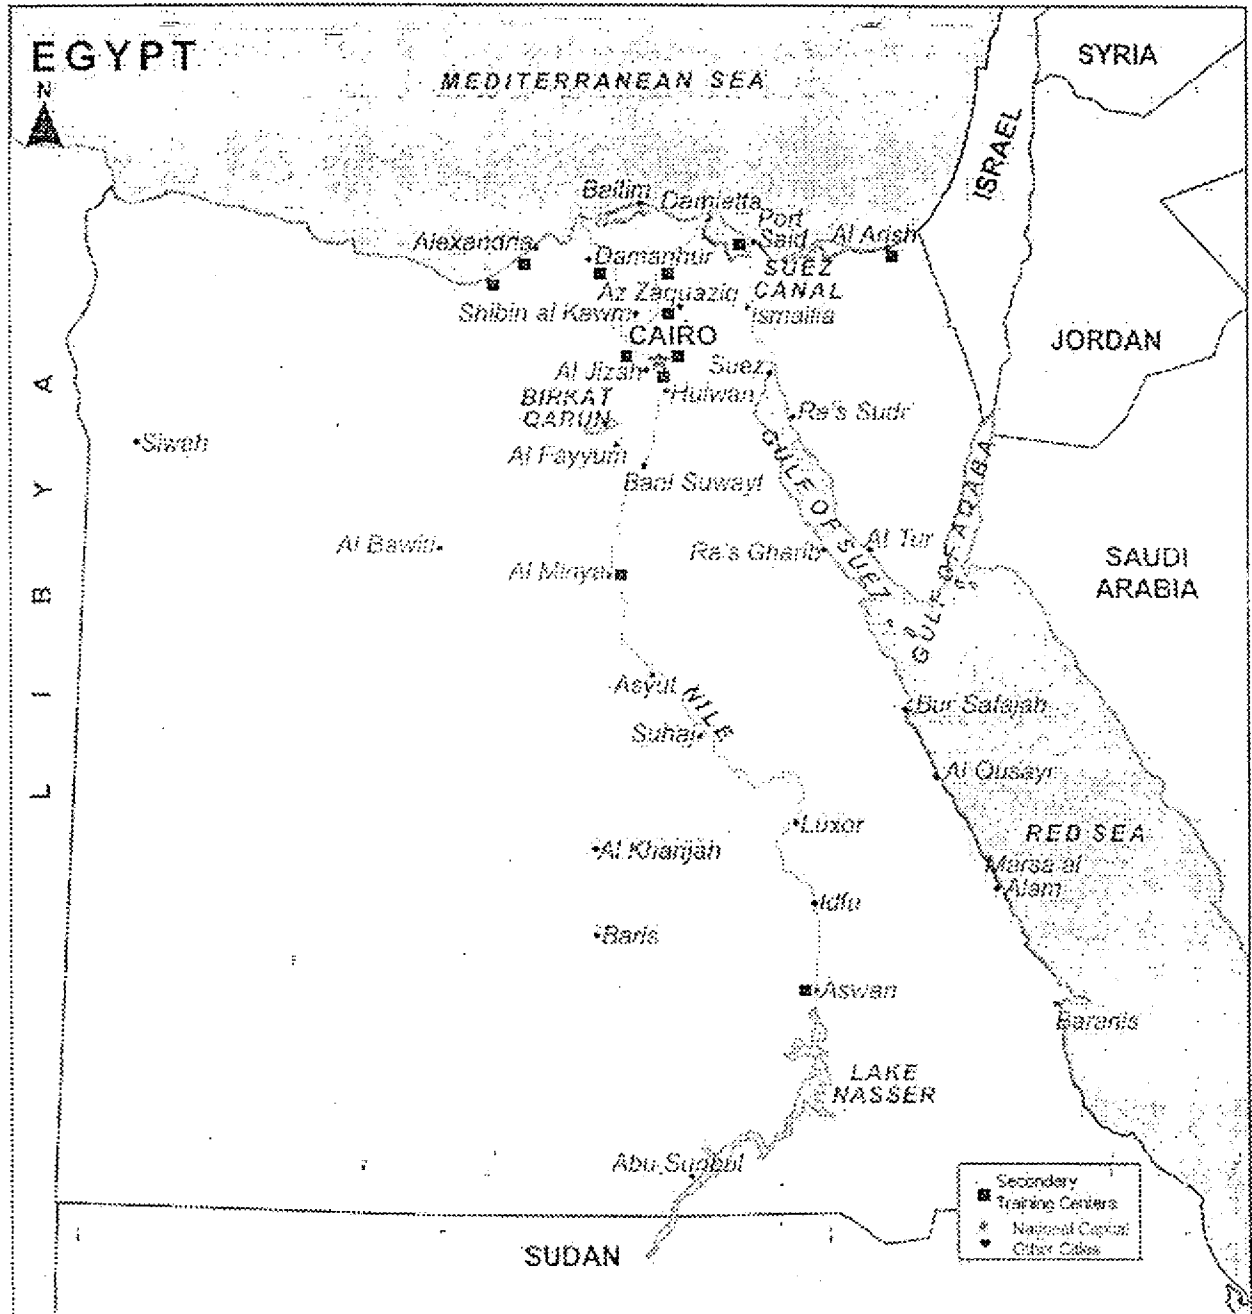 EGYPT
N
MEDITERRANEAN SEA
SYRIA
ISRAEL
Baltim
Damietta
Port
Said
Al Arish
Alexandria
Damanhur
SUEZ
CANAL
Az Zaquaziq
Shibin al Kawm
Ismailia
CAIRO
JORDAN
Al Jizah
Suez
Hulwan
BIRKAT
QARUN
Ra's Sudr
LIBYA
Siwah
Al Fayyum
Bani Suwayf
GULF OF SUEZ
GULF OF AQABA
Al Bawiti
Ra's Gharib
Al Tur
Al Minya
SAUDI
ARABIA
Asyut
NILE
Suhaj
Bur Safajah
Al Qusayr
Luxor
RED SEA
Al Kharijah
Marsa al
Alam
Idfu
Baris
Aswan
Baranis
LAKE
NASSER
Abu Sunbul
Secondary
Training Centers
National Capital
Other Cities
SUDAN